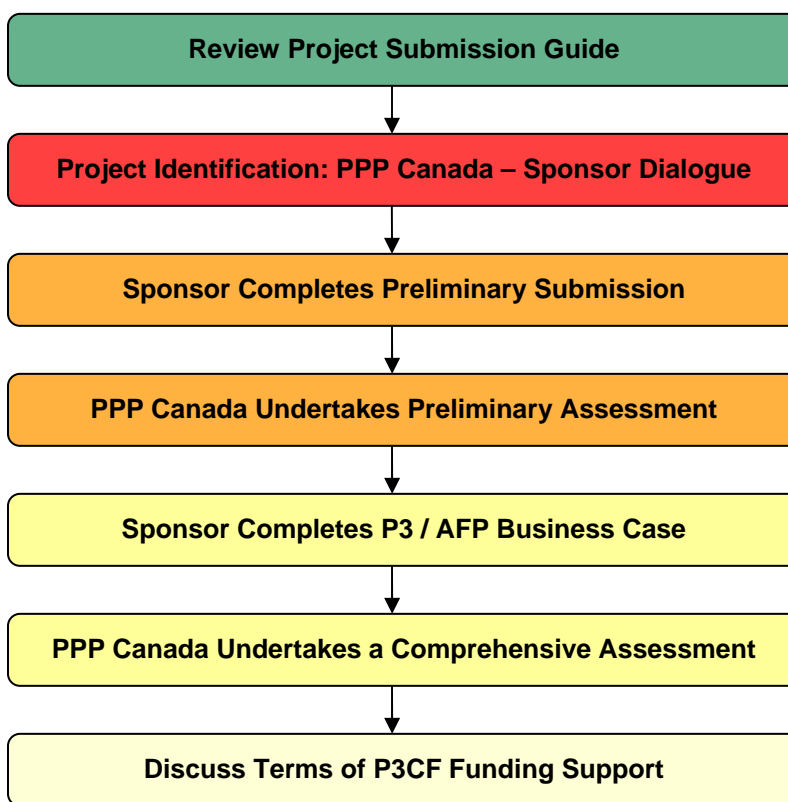 Review Project Submission Guide
Project Identification: PPP Canada – Sponsor Dialogue
Sponsor Completes Preliminary Submission
PPP Canada Undertakes Preliminary Assessment
Sponsor Completes P3 / AFP Business Case
PPP Canada Undertakes a Comprehensive Assessment
Discuss Terms of P3CF Funding Support